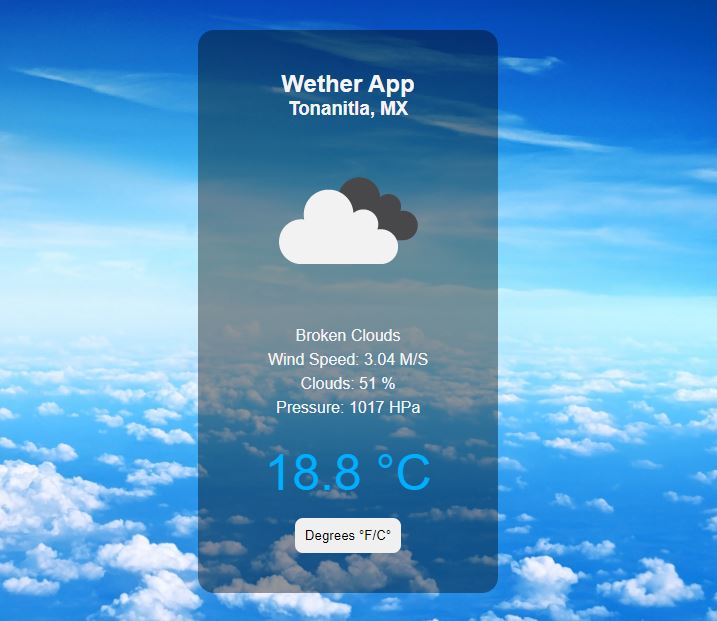 Wether App
Tonanitla, MX
Broken Clouds
Wind Speed: 3.04 M/S
Clouds: 51 %
Pressure: 1017 HPa
18.8 °C
Degrees °F/C°